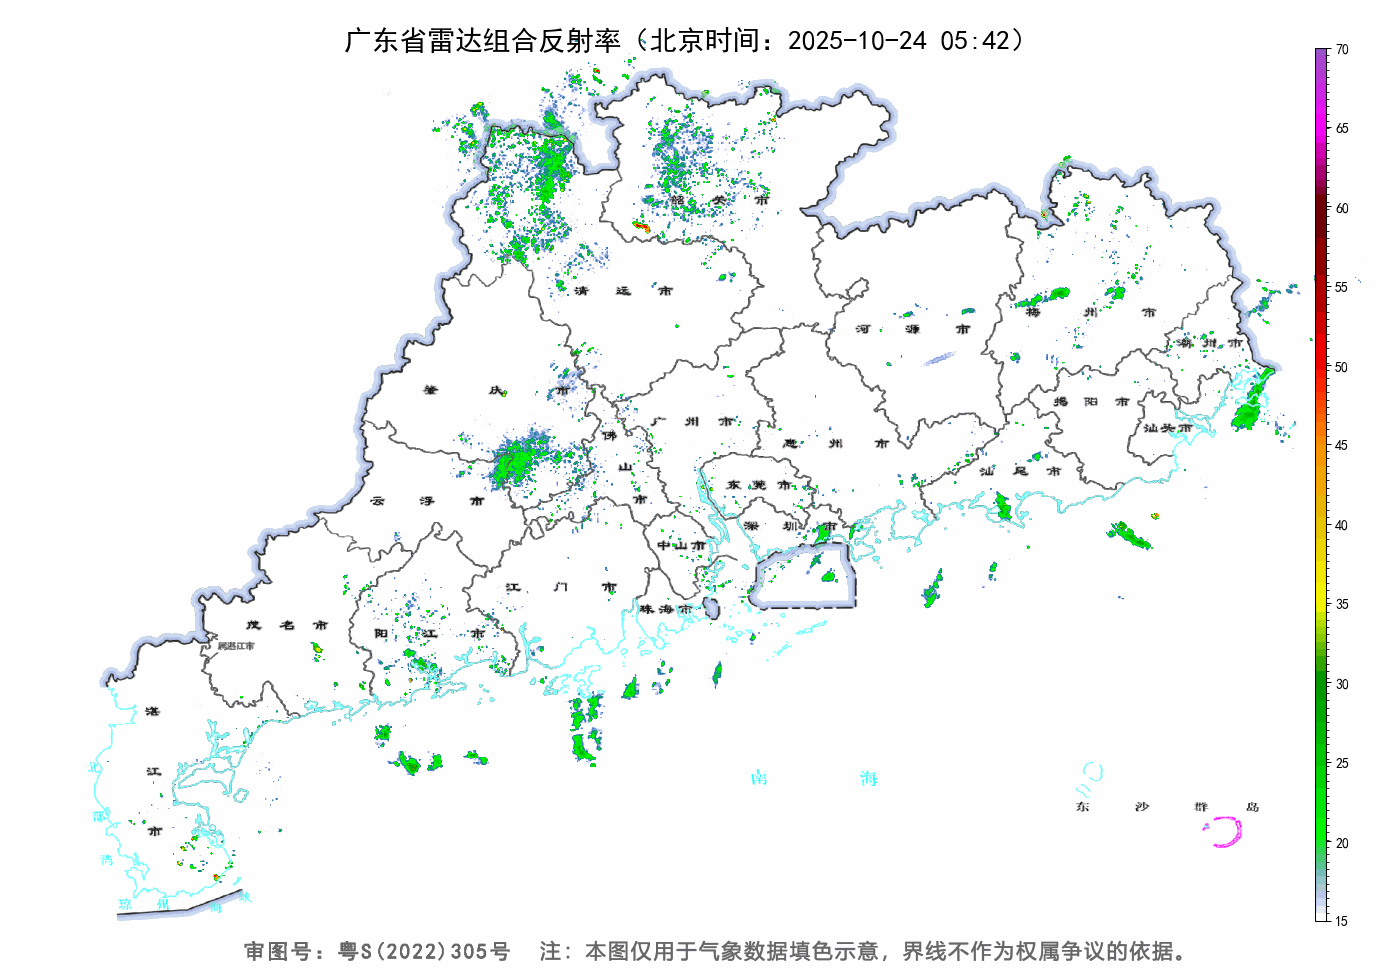 广东省雷达组合反射率（北京时间：2025-10-24 05:42）
70
65
60
55
50
45
40
35
30
25
20
15
韶关市
清远市
河源市
梅州市
潮州市
肇庆市
广州市
惠州市
揭阳市
汕头市
佛山市
云浮市
东莞市
汕尾市
深圳市
中山市
江门市
珠海市
茂名市
阳江市
属湛江市
湛江市
北部湾
琼州海峡
南海
东沙群岛
审图号：粤S(2022)305号　注：本图仅用于气象数据填色示意，界线不作为权属争议的依据。